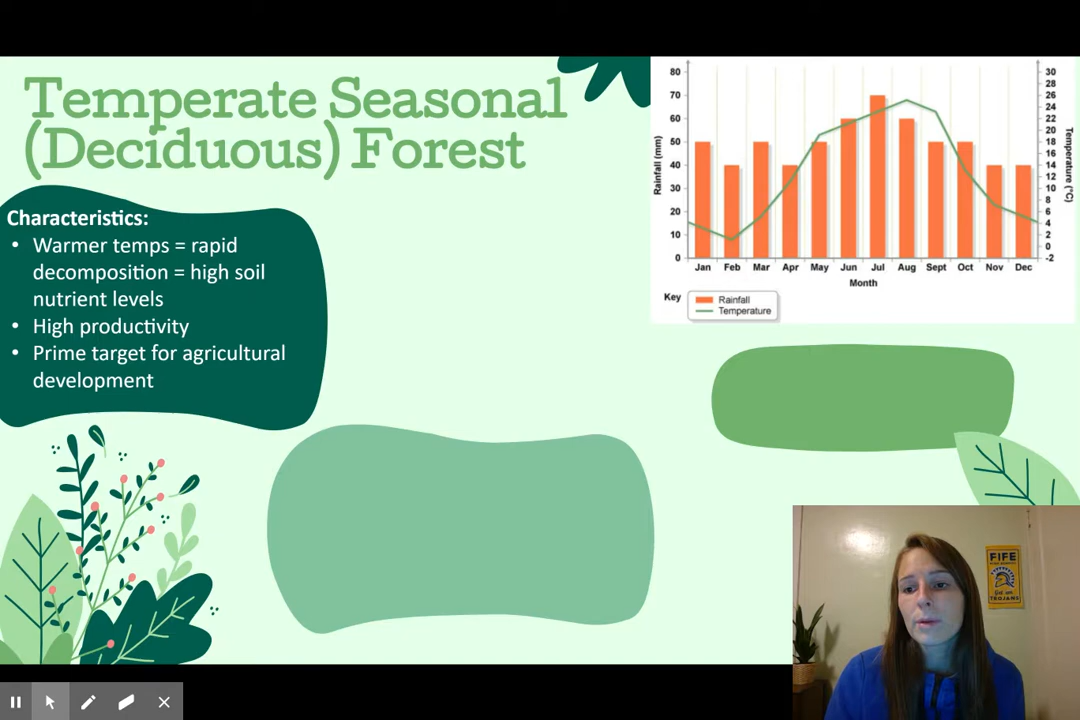 Temperate Seasonal
(Deciduous) Forest
Characteristics:
• Warmer temps = rapid
decomposition = high soil
nutrient levels
• High productivity
• Prime target for agricultural
development
80
70
60
50
40
30
20
10
0
Rainfall (mm)
30
28
26
24
22
20
18
16
14
12
10
8
6
4
2
0
-2
Temperature (°C)
Jan Feb Mar Apr May Jun Jul Aug Sept Oct Nov Dec
Month
Key
Rainfall
Temperature
FIFE
TROJANS